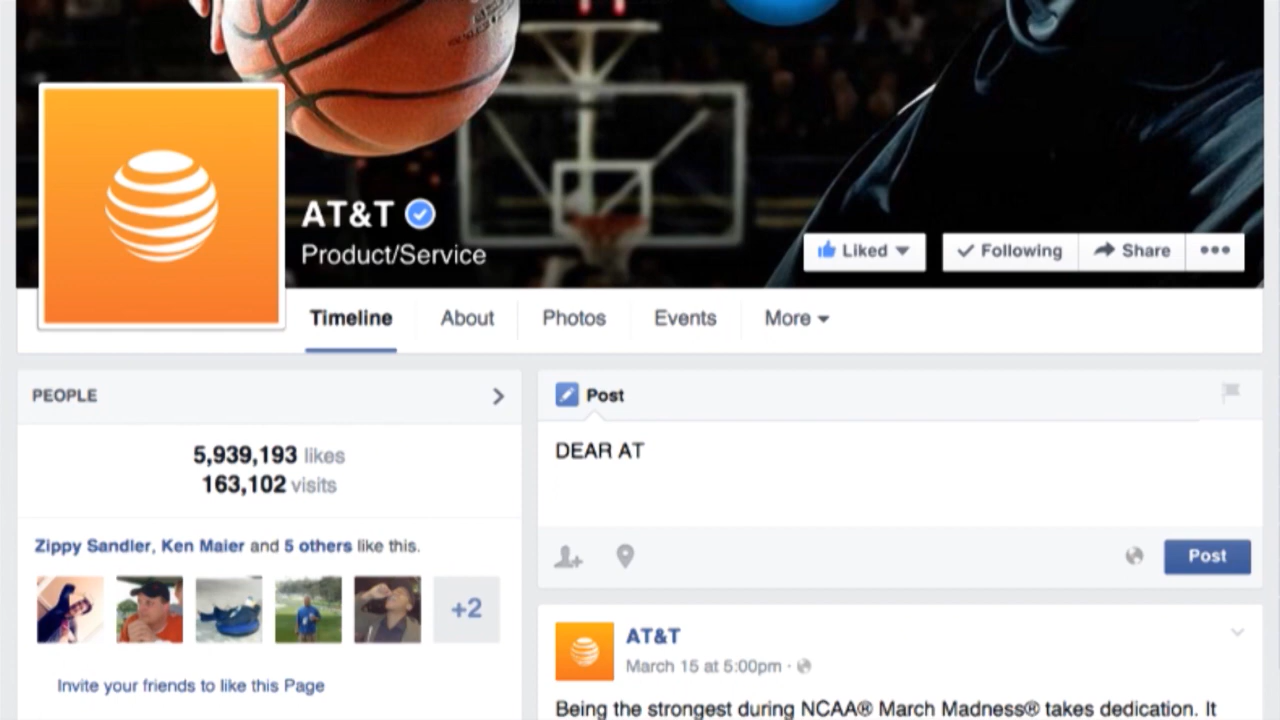 AT&T
Product/Service
Liked
Following
Share
Timeline
About
Photos
Events
More
PEOPLE
5,939,193 likes
163,102 visits
Zippy Sandler, Ken Maier and 5 others like this.
+2
Invite your friends to like this Page
Post
DEAR AT
Post
AT&T
March 15 at 5:00pm ·
Being the strongest during NCAA® March Madness® takes dedication. It